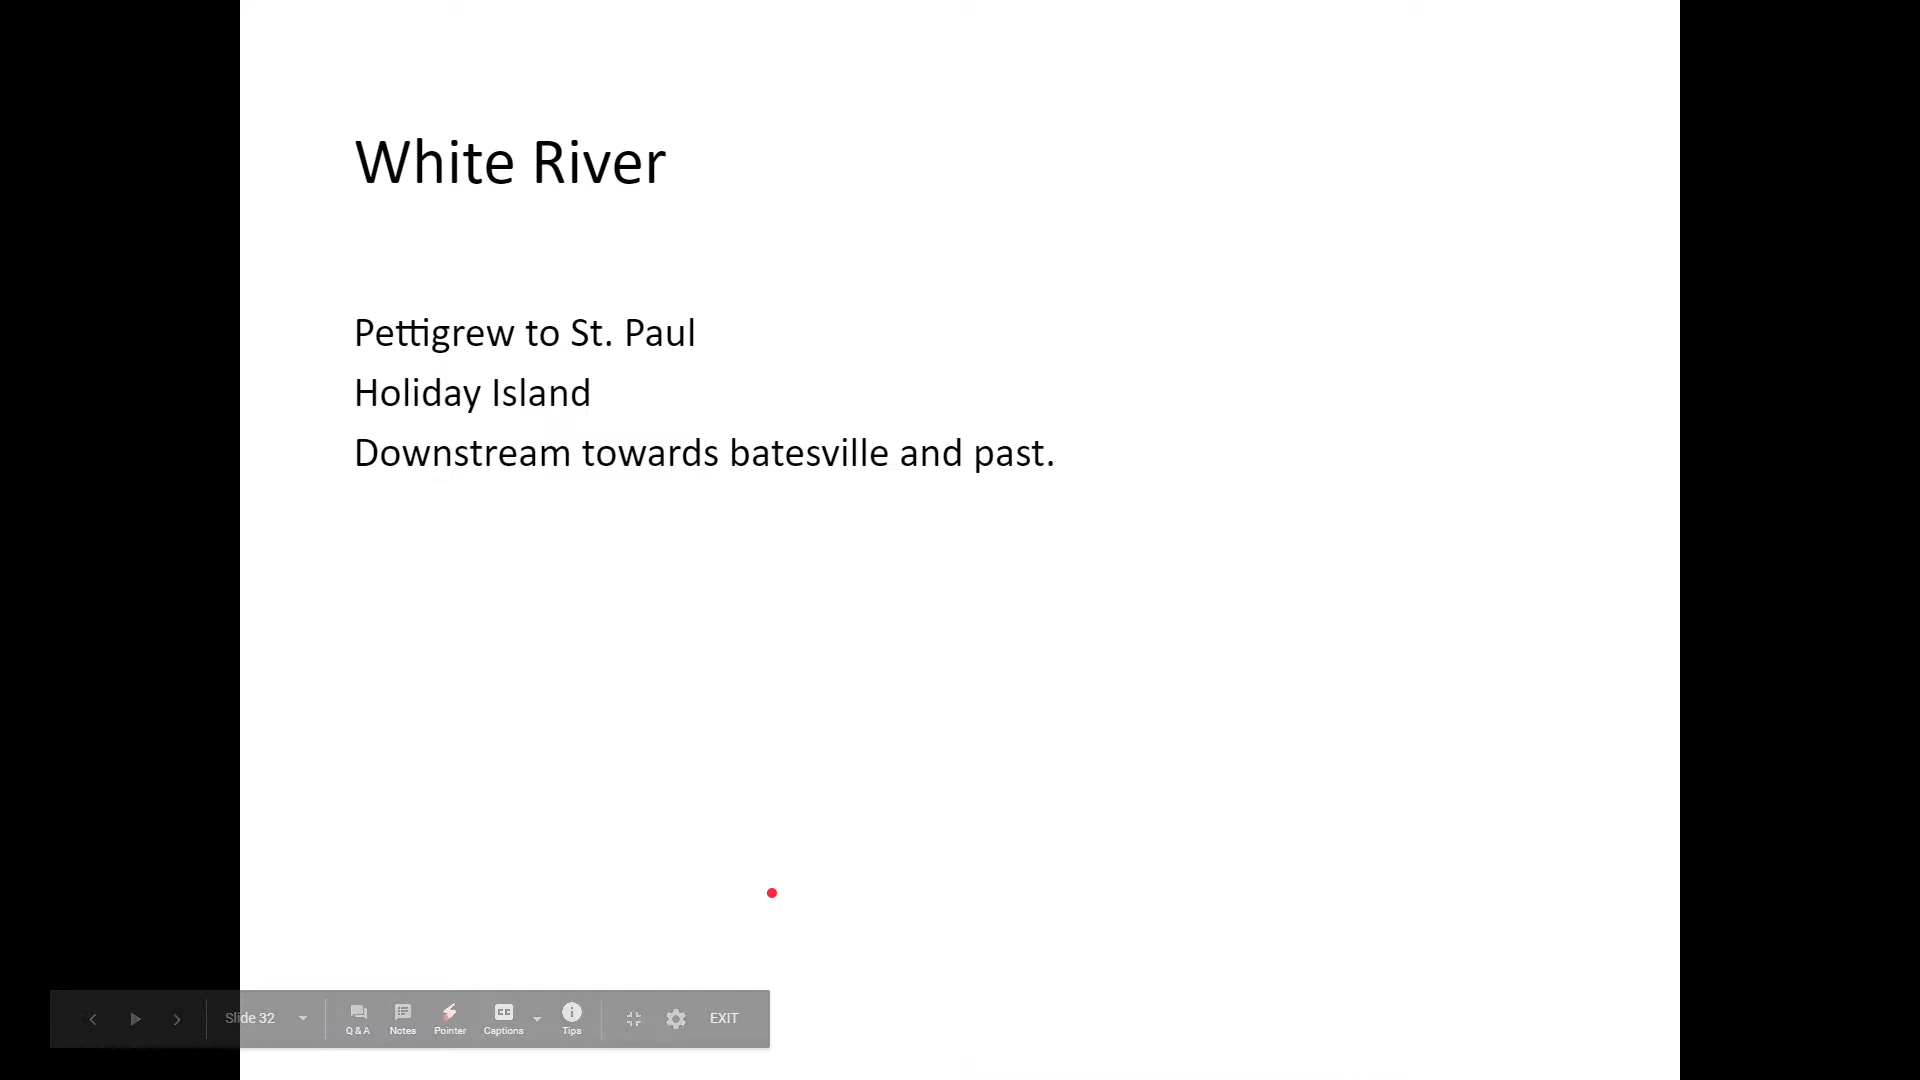 White River
Pettigrew to St. Paul
Holiday Island
Downstream towards batesville and past.
Slide 32
Q & A
Notes
Pointer
CC
Captions
Tips
EXIT